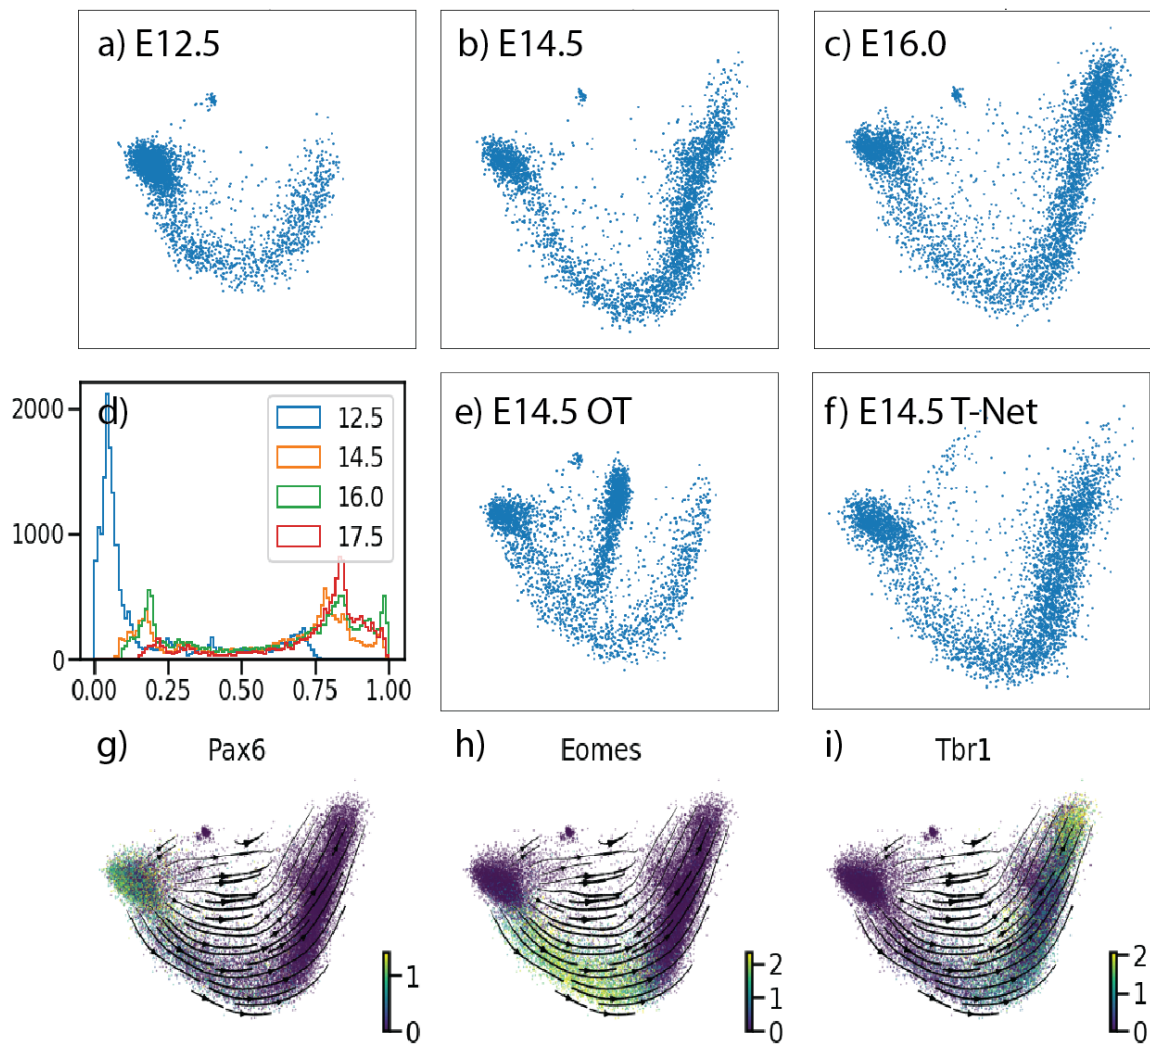 a) E12.5
b) E14.5
c) E16.0
d)
2000
1000
0
0.00 0.25 0.50 0.75 1.00
12.5
14.5
16.0
17.5
e) E14.5 OT
f) E14.5 T-Net
g) Pax6
1
0
h) Eomes
2
1
0
i) Tbr1
2
1
0